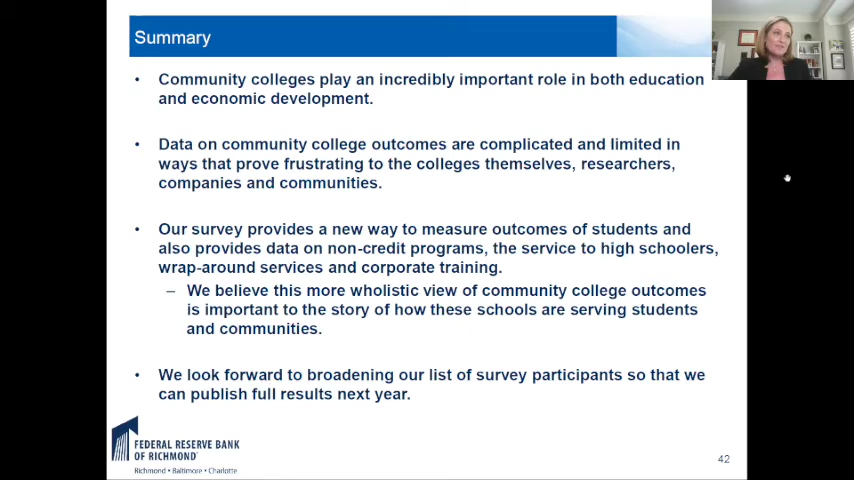 Summary
• Community colleges play an incredibly important role in both education
and economic development.
• Data on community college outcomes are complicated and limited in
ways that prove frustrating to the colleges themselves, researchers,
companies and communities.
• Our survey provides a new way to measure outcomes of students and
also provides data on non-credit programs, the service to high schoolers,
wrap-around services and corporate training.
– We believe this more wholistic view of community college outcomes
is important to the story of how these schools are serving students
and communities.
• We look forward to broadening our list of survey participants so that we
can publish full results next year.
FEDERAL RESERVE BANK
OF RICHMOND
Richmond • Baltimore • Charlotte
42